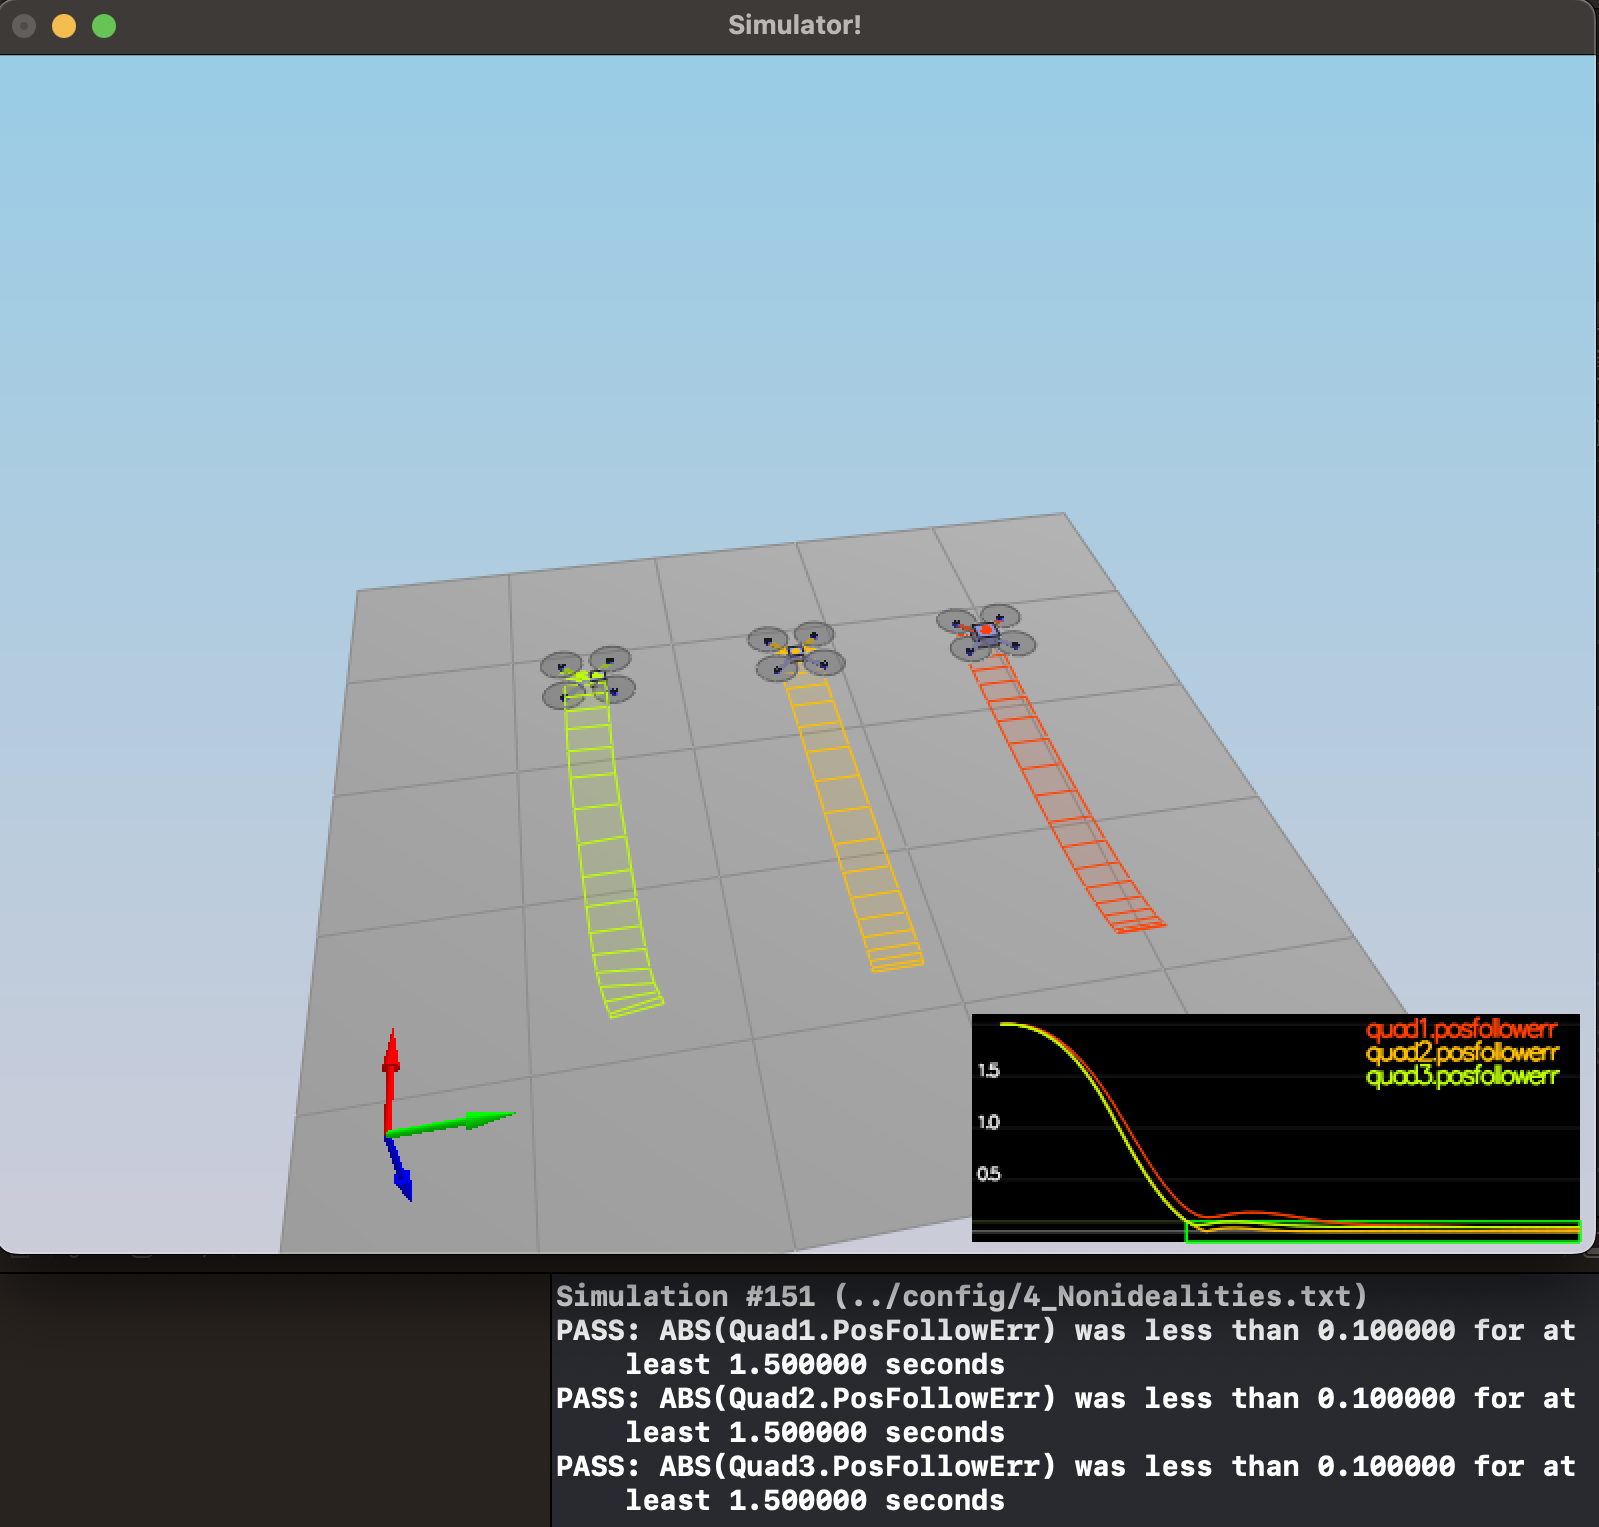 Simulator!
quad1.posfollowerr
quad2.posfollowerr
quad3.posfollowerr
1.5
1.0
0.5
Simulation #151 (../config/4_Nonidealities.txt)
PASS: ABS(Quad1.PosFollowErr) was less than 0.100000 for at
least 1.500000 seconds
PASS: ABS(Quad2.PosFollowErr) was less than 0.100000 for at
least 1.500000 seconds
PASS: ABS(Quad3.PosFollowErr) was less than 0.100000 for at
least 1.500000 seconds